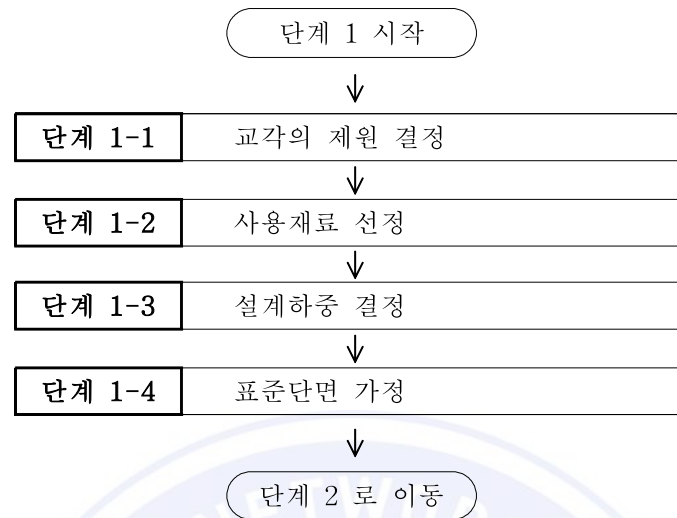 단계 1 시작
단계 1-1 교각의 제원 결정
단계 1-2 사용재료 선정
단계 1-3 설계하중 결정
단계 1-4 표준단면 가정
단계 2 로 이동